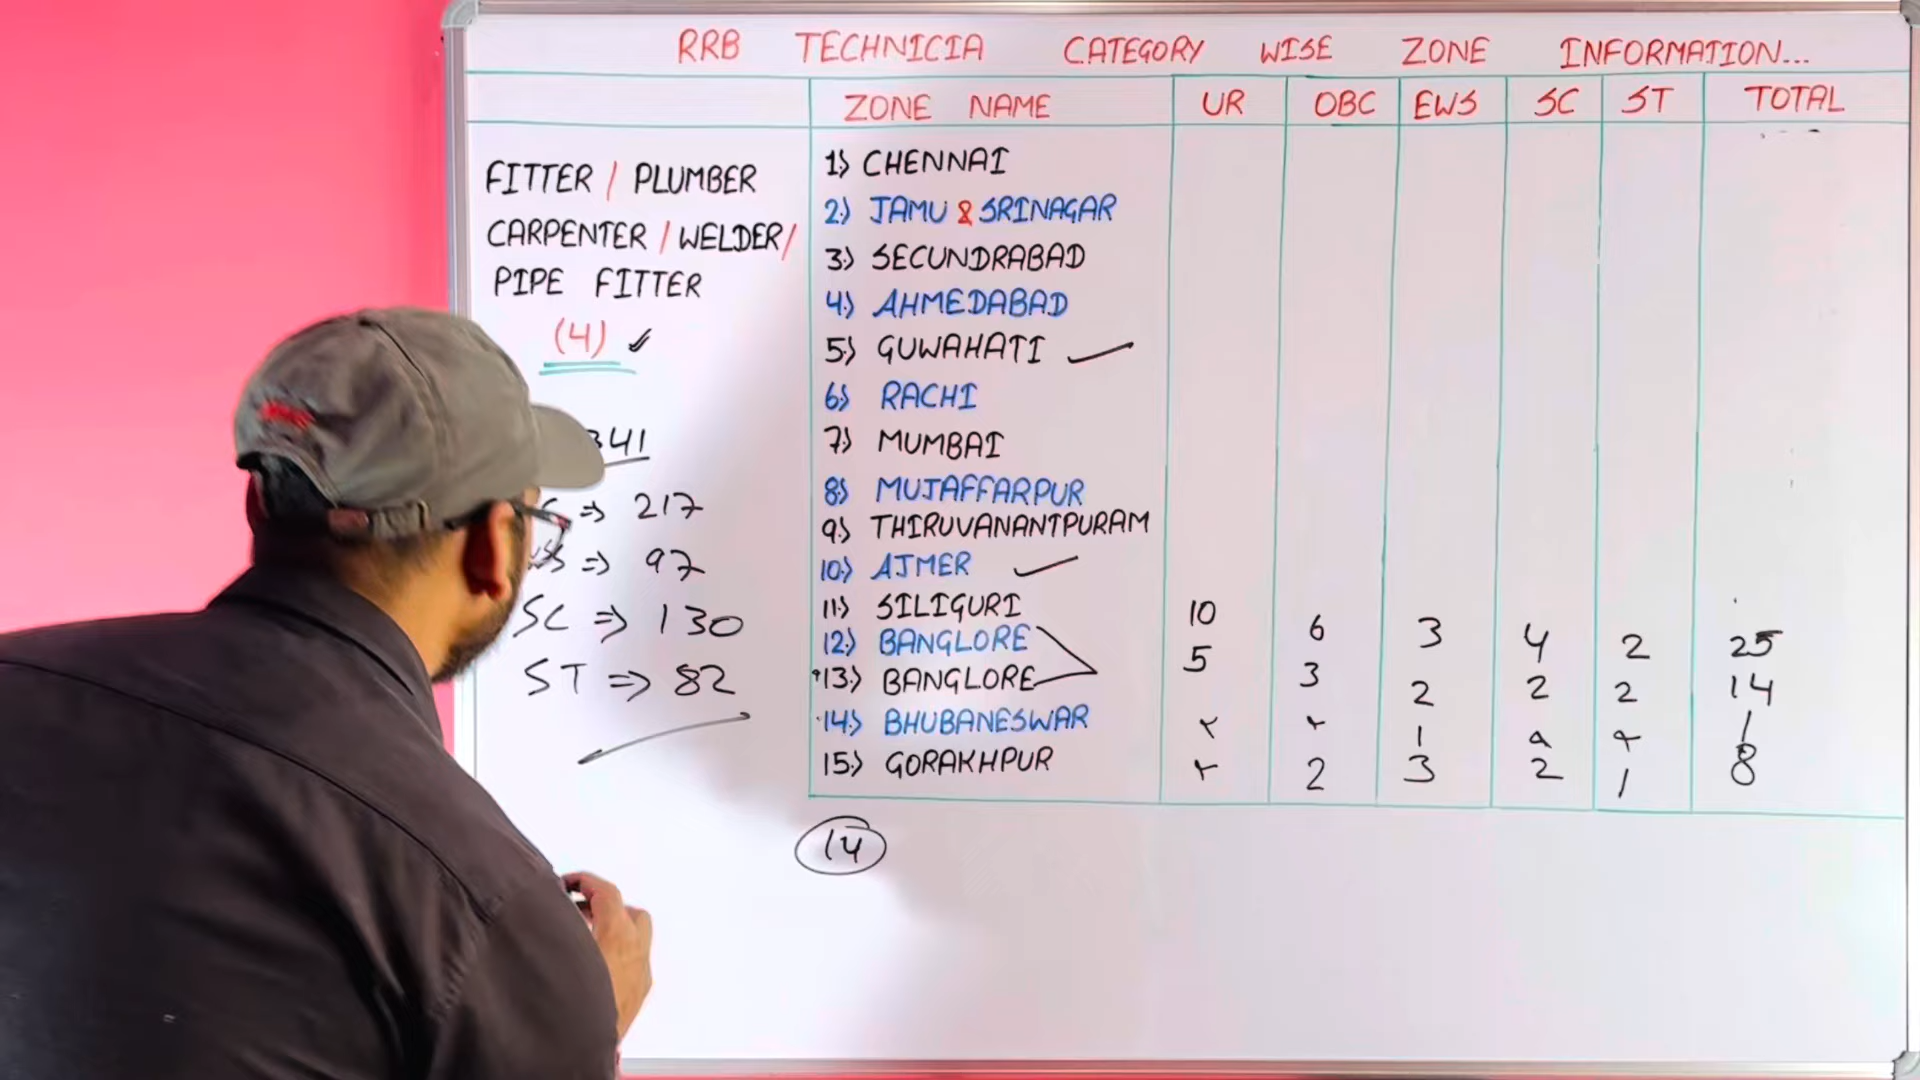 RRB TECHNICIA CATEGORY WISE ZONE INFORMATION...
ZONE NAME UR OBC EWS SC ST TOTAL
FITTER / PLUMBER
CARPENTER / WELDER/
PIPE FITTER
(4) ✓
341
⇒ 217
⇒ 97
SC ⇒ 130
ST ⇒ 82
1) CHENNAI
2) JAMU & SRINAGAR
3) SECUNDRABAD
4) AHMEDABAD
5) GUWAHATI ✓
6) RACHI
7) MUMBAI
8) MUJAFFARPUR
9) THIRUVANANTPURAM
10) AJMER ✓
11) SILIGURI
12) BANGLORE 10 6 3 4 2 25
13) BANGLORE 5 3 2 2 2 14
14) BHUBANESWAR 1 1
15) GORAKHPUR 2 3 2 1 8
14